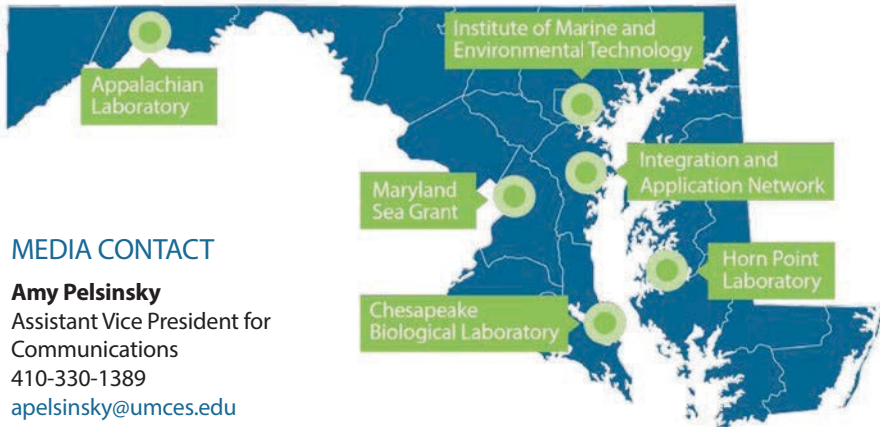 Institute of Marine and
Environmental Technology
Appalachian
Laboratory
Integration and
Application Network
Maryland
Sea Grant
Horn Point
Laboratory
Chesapeake
Biological Laboratory
MEDIA CONTACT
Amy Pelsinsky
Assistant Vice President for
Communications
410-330-1389
apelsinsky@umces.edu